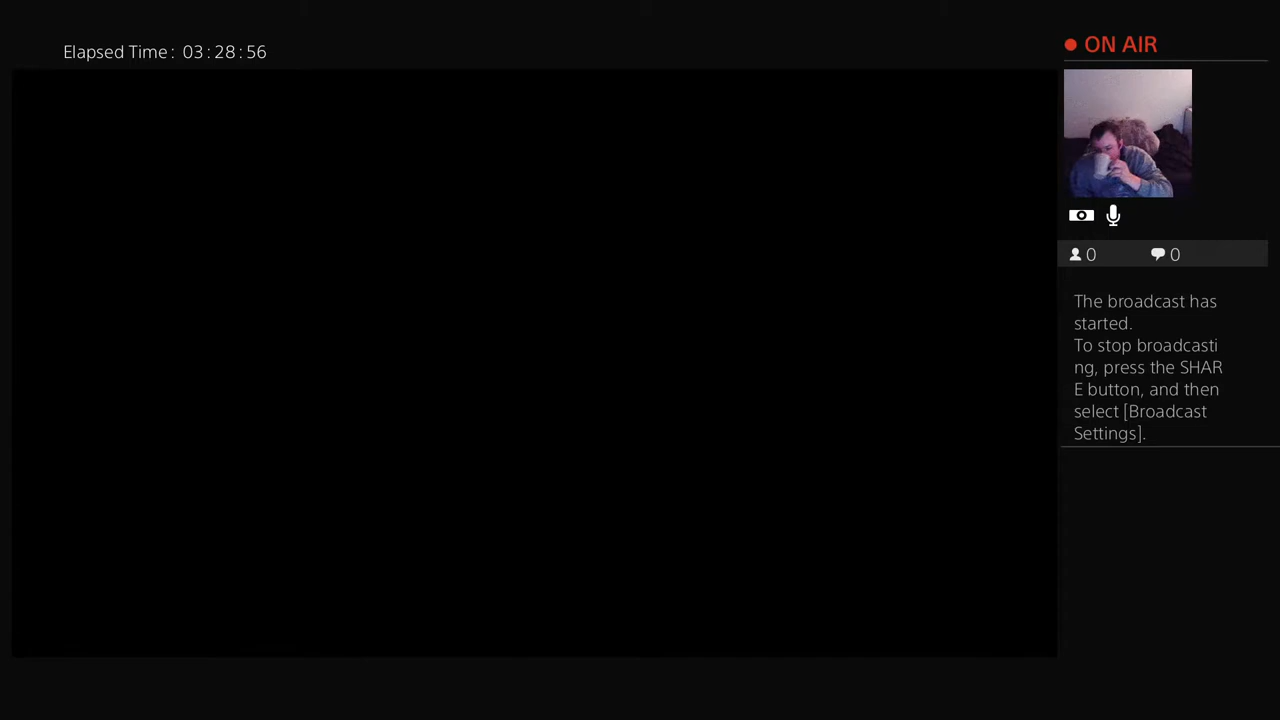 Elapsed Time: 03:28:56
ON AIR
0 0
The broadcast has
started.
To stop broadcasti
ng, press the SHAR
E button, and then
select [Broadcast
Settings].